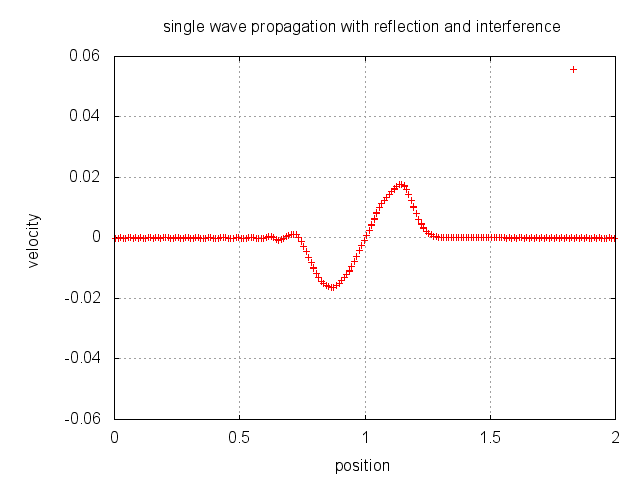 single wave propagation with reflection and interference
0.06
0.04
0.02
0
-0.02
-0.04
-0.06
velocity
0 0.5 1 1.5 2
position